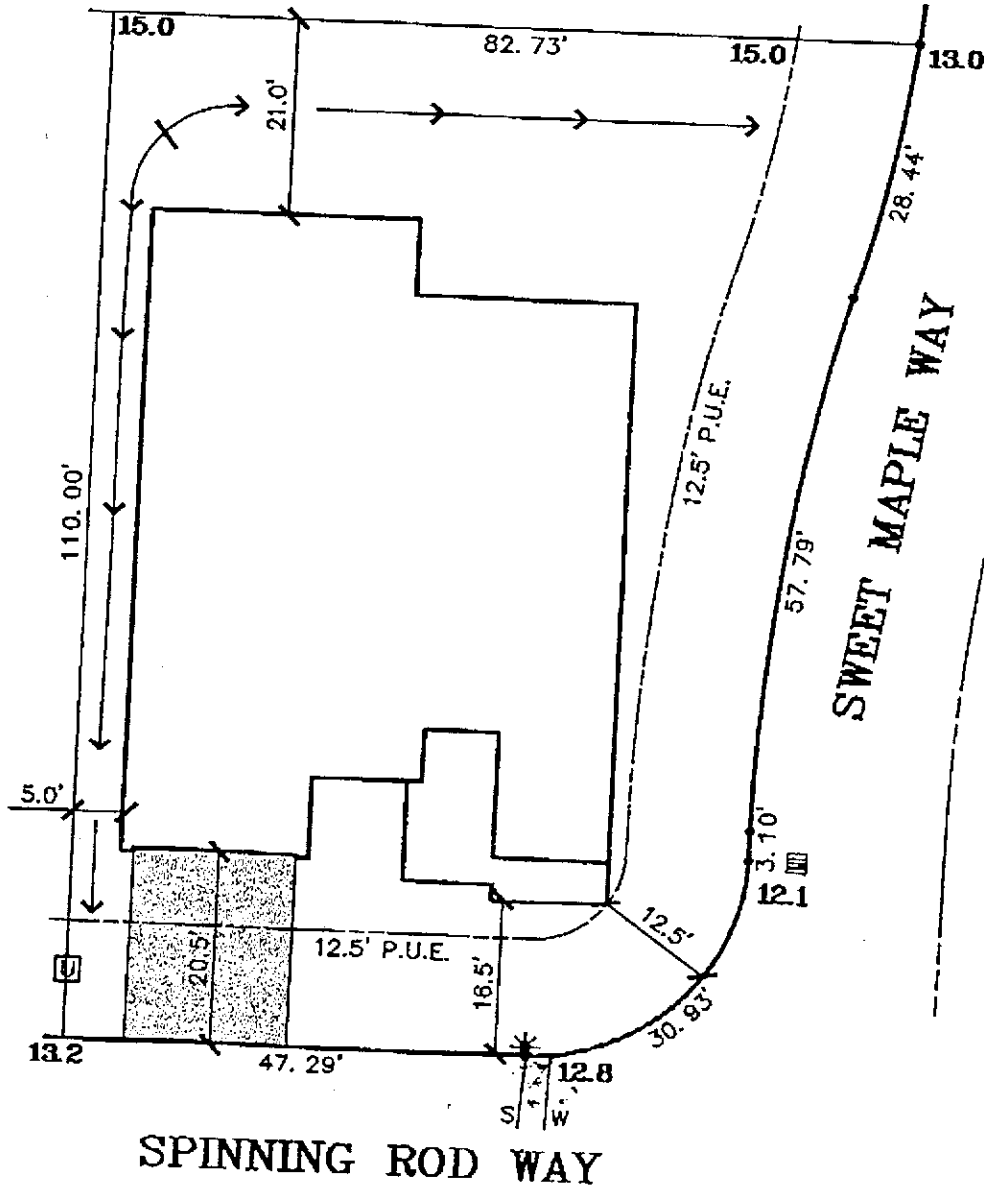 15.0
82.73'
15.0
13.0
21.0'
28.44'
12.5' P.U.E.
SWEET MAPLE WAY
110.00'
57.79'
5.0'
3.10'
12.1
12.5'
12.5' P.U.E.
20.5'
18.5'
U
30.93'
13.2
47.29'
12.8
S
W
SPINNING ROD WAY